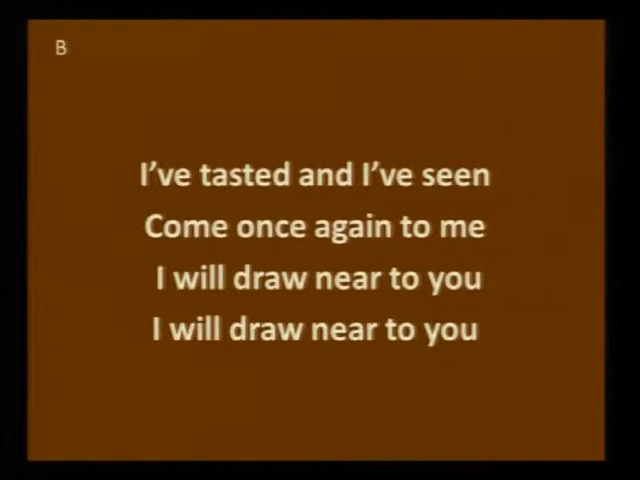 B
I've tasted and I've seen
Come once again to me
I will draw near to you
I will draw near to you